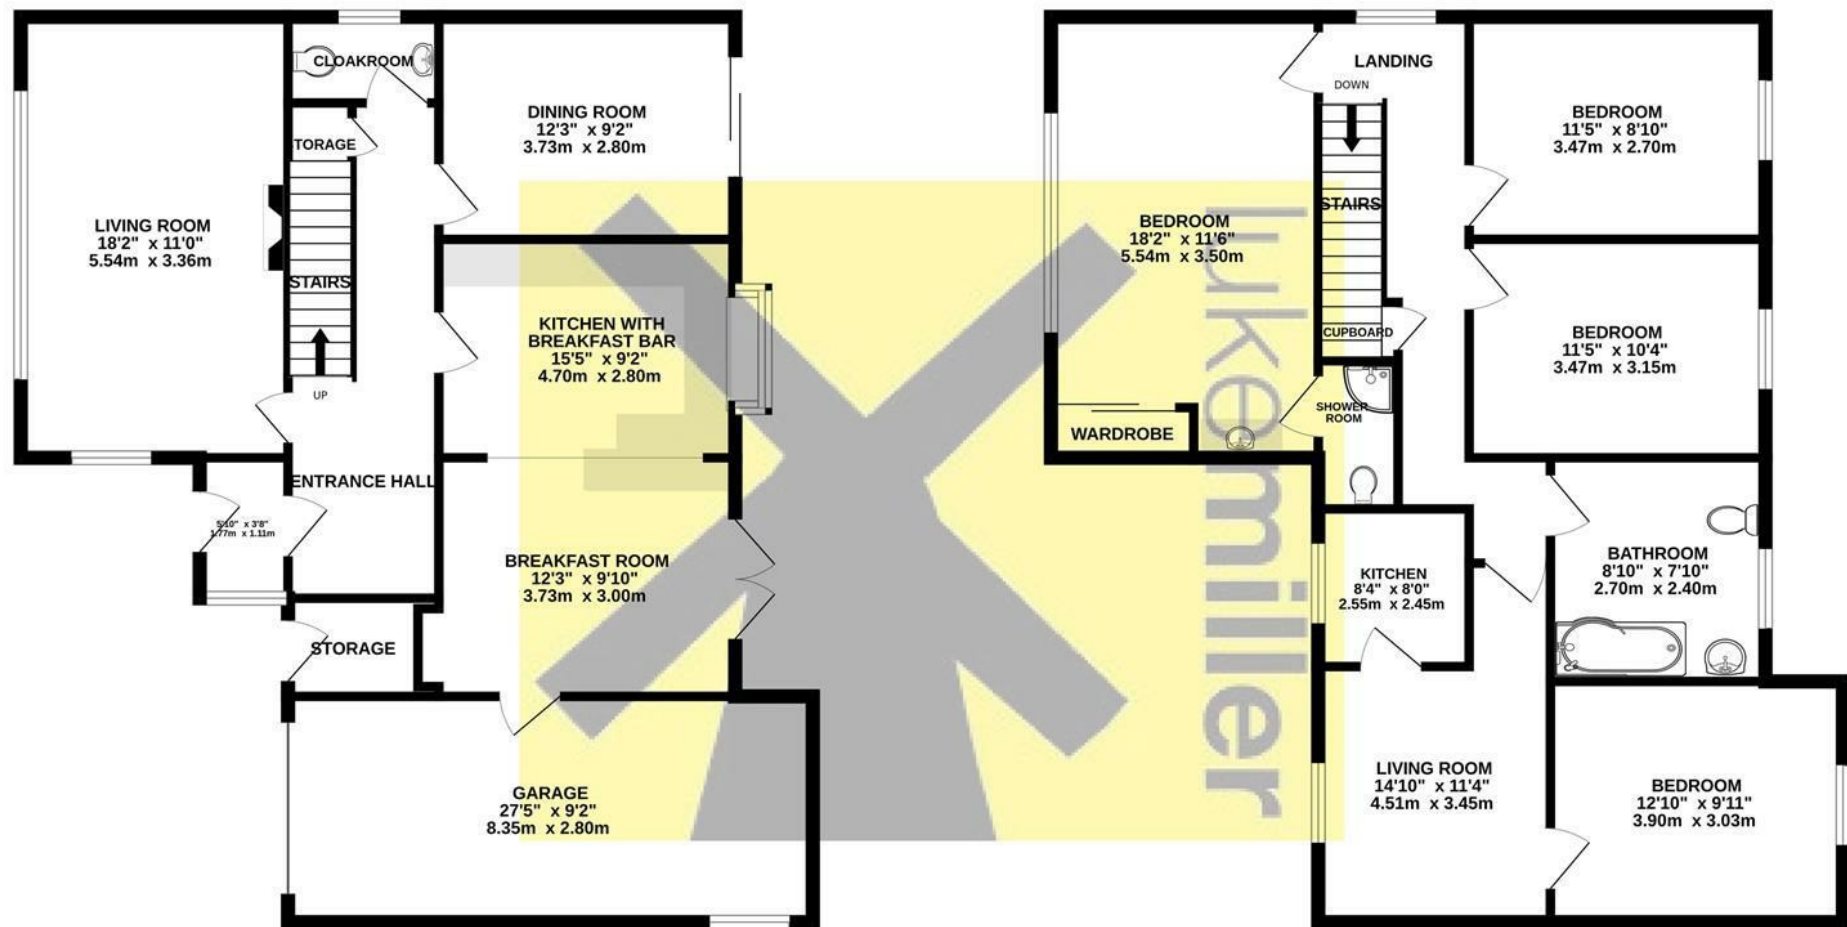 CLOAKROOM
DINING ROOM
12'3" x 9'2"
3.73m x 2.80m
TORAGE
LIVING ROOM
18'2" x 11'0"
5.54m x 3.36m
STAIRS
UP
KITCHEN WITH
BREAKFAST BAR
15'5" x 9'2"
4.70m x 2.80m
ENTRANCE HALL
5'10" x 3'8"
1.77m x 1.11m
BREAKFAST ROOM
12'3" x 9'10"
3.73m x 3.00m
STORAGE
GARAGE
27'5" x 9'2"
8.35m x 2.80m
LANDING
DOWN
BEDROOM
11'5" x 8'10"
3.47m x 2.70m
STAIRS
BEDROOM
18'2" x 11'6"
5.54m x 3.50m
CUPBOARD
BEDROOM
11'5" x 10'4"
3.47m x 3.15m
SHOWER
ROOM
WARDROBE
KITCHEN
8'4" x 8'0"
2.55m x 2.45m
BATHROOM
8'10" x 7'10"
2.70m x 2.40m
LIVING ROOM
14'10" x 11'4"
4.51m x 3.45m
BEDROOM
12'10" x 9'11"
3.90m x 3.03m
lukemiller